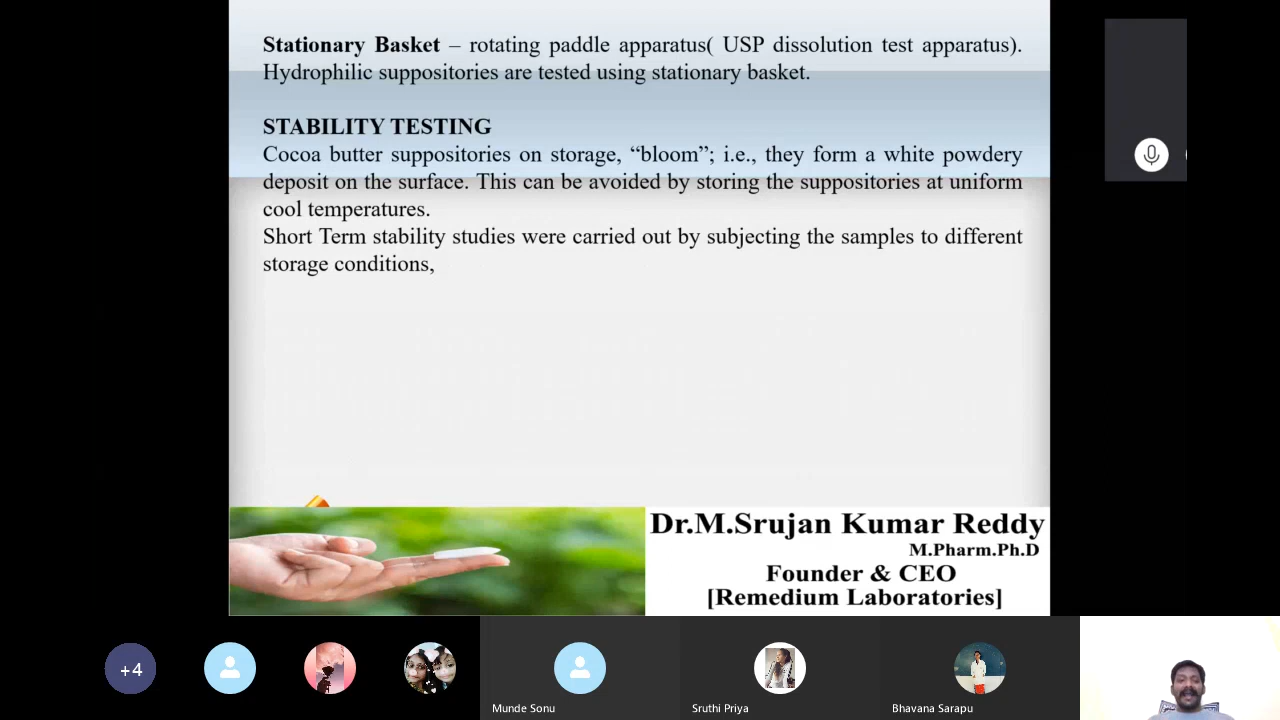 Stationary Basket – rotating paddle apparatus( USP dissolution test apparatus).
Hydrophilic suppositories are tested using stationary basket.
STABILITY TESTING
Cocoa butter suppositories on storage, “bloom”; i.e., they form a white powdery
deposit on the surface. This can be avoided by storing the suppositories at uniform
cool temperatures.
Short Term stability studies were carried out by subjecting the samples to different
storage conditions,
Dr.M.Srujan Kumar Reddy
M.Pharm.Ph.D
Founder & CEO
[Remedium Laboratories]
+4
Munde Sonu
Sruthi Priya
Bhavana Sarapu